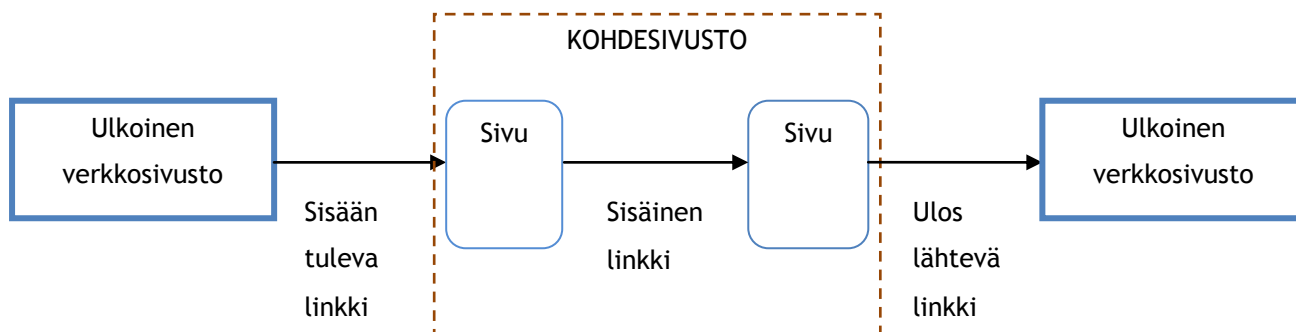 KOHDESIVUSTO
Ulkoinen
verkkosivusto
Sivu
Sivu
Ulkoinen
verkkosivusto
Sisään
tuleva
linkki
Sisäinen
linkki
Ulos
lähtevä
linkki